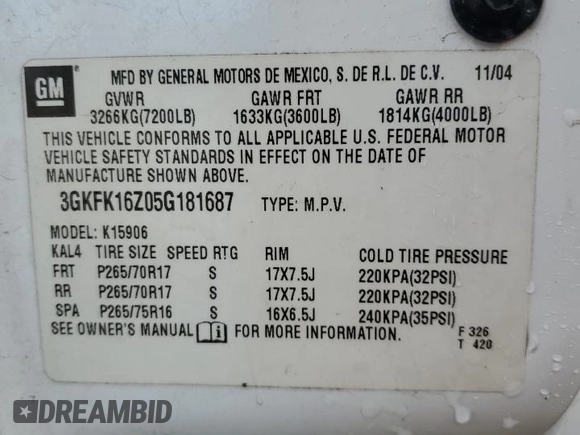 GM
MFD BY GENERAL MOTORS DE MEXICO, S. DE R.L. DE C.V. 11/04
GVWR GAWR FRT GAWR RR
3266KG(7200LB) 1633KG(3600LB) 1814KG(4000LB)
THIS VEHICLE CONFORMS TO ALL APPLICABLE U.S. FEDERAL MOTOR
VEHICLE SAFETY STANDARDS IN EFFECT ON THE DATE OF
MANUFACTURE SHOWN ABOVE.
3GKFK16Z05G181687 TYPE: M.P.V.
MODEL: K15906
KAL4 TIRE SIZE SPEED RTG RIM COLD TIRE PRESSURE
FRT P265/70R17 S 17X7.5J 220KPA(32PSI)
RR P265/70R17 S 17X7.5J 220KPA(32PSI)
SPA P265/75R16 S 16X6.5J 240KPA(35PSI)
SEE OWNER'S MANUAL FOR MORE INFORMATION. F 326
T 420
DREAMBID